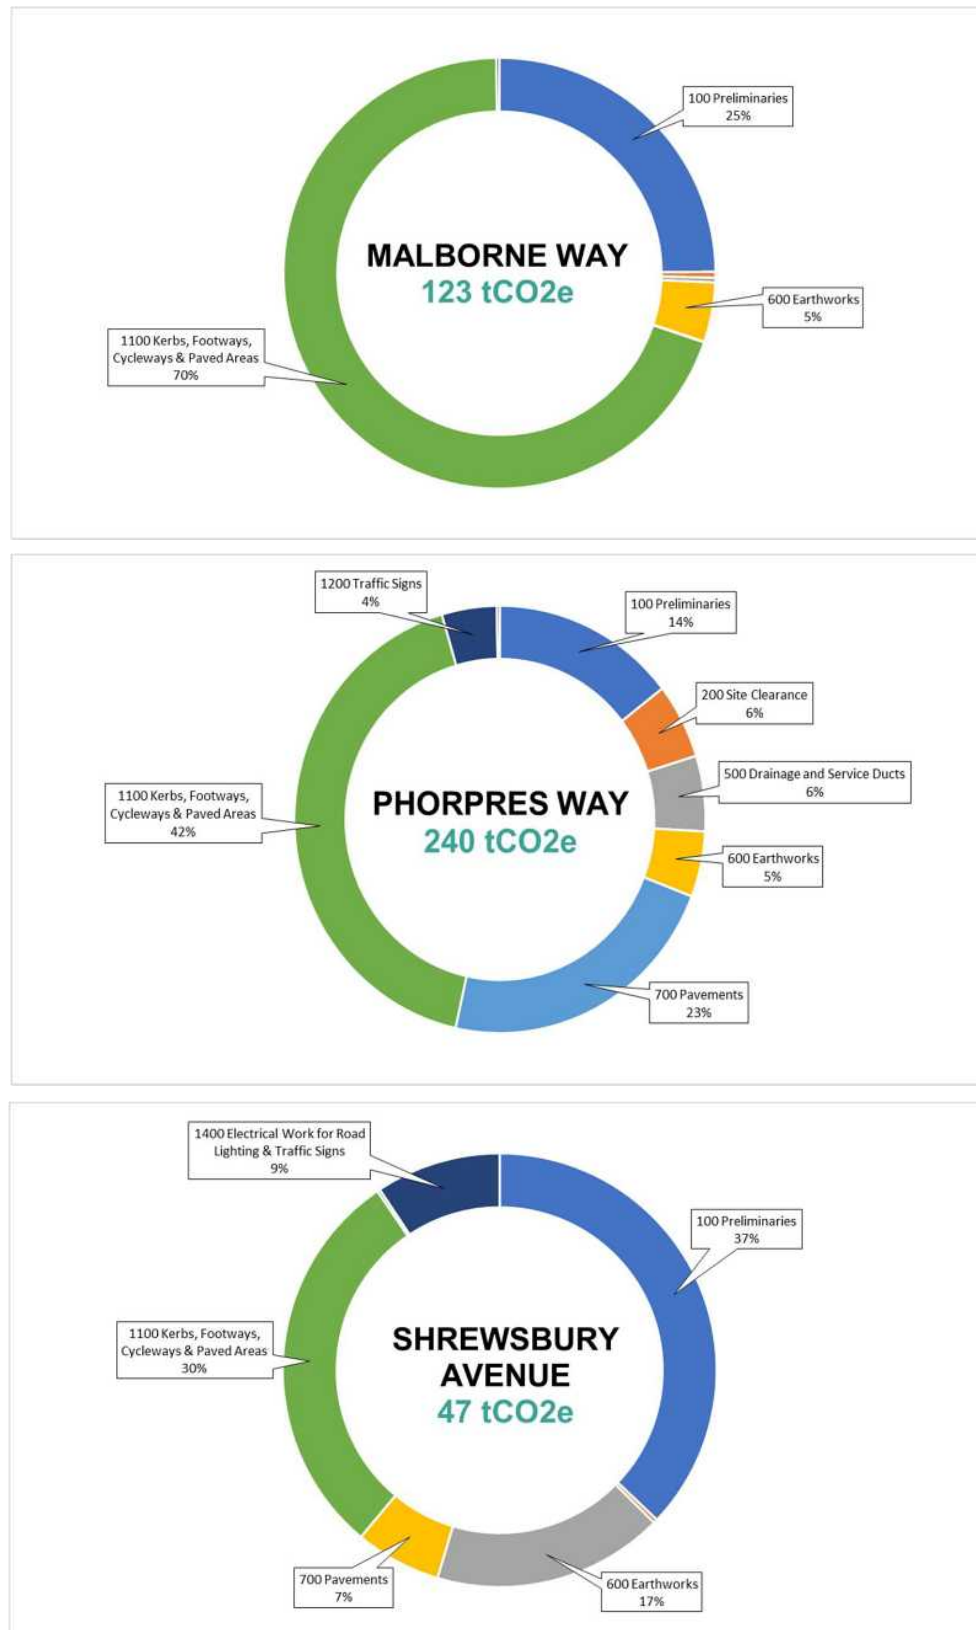 100 Preliminaries
25%
MALBORNE WAY
123 tCO2e
600 Earthworks
5%
1100 Kerbs, Footways,
Cycleways & Paved Areas
70%
1200 Traffic Signs
4%
100 Preliminaries
14%
200 Site Clearance
6%
500 Drainage and Service Ducts
6%
1100 Kerbs, Footways,
Cycleways & Paved Areas
42%
PHORPRES WAY
240 tCO2e
600 Earthworks
5%
700 Pavements
23%
1400 Electrical Work for Road
Lighting & Traffic Signs
9%
100 Preliminaries
37%
1100 Kerbs, Footways,
Cycleways & Paved Areas
30%
SHREWSBURY
AVENUE
47 tCO2e
700 Pavements
7%
600 Earthworks
17%